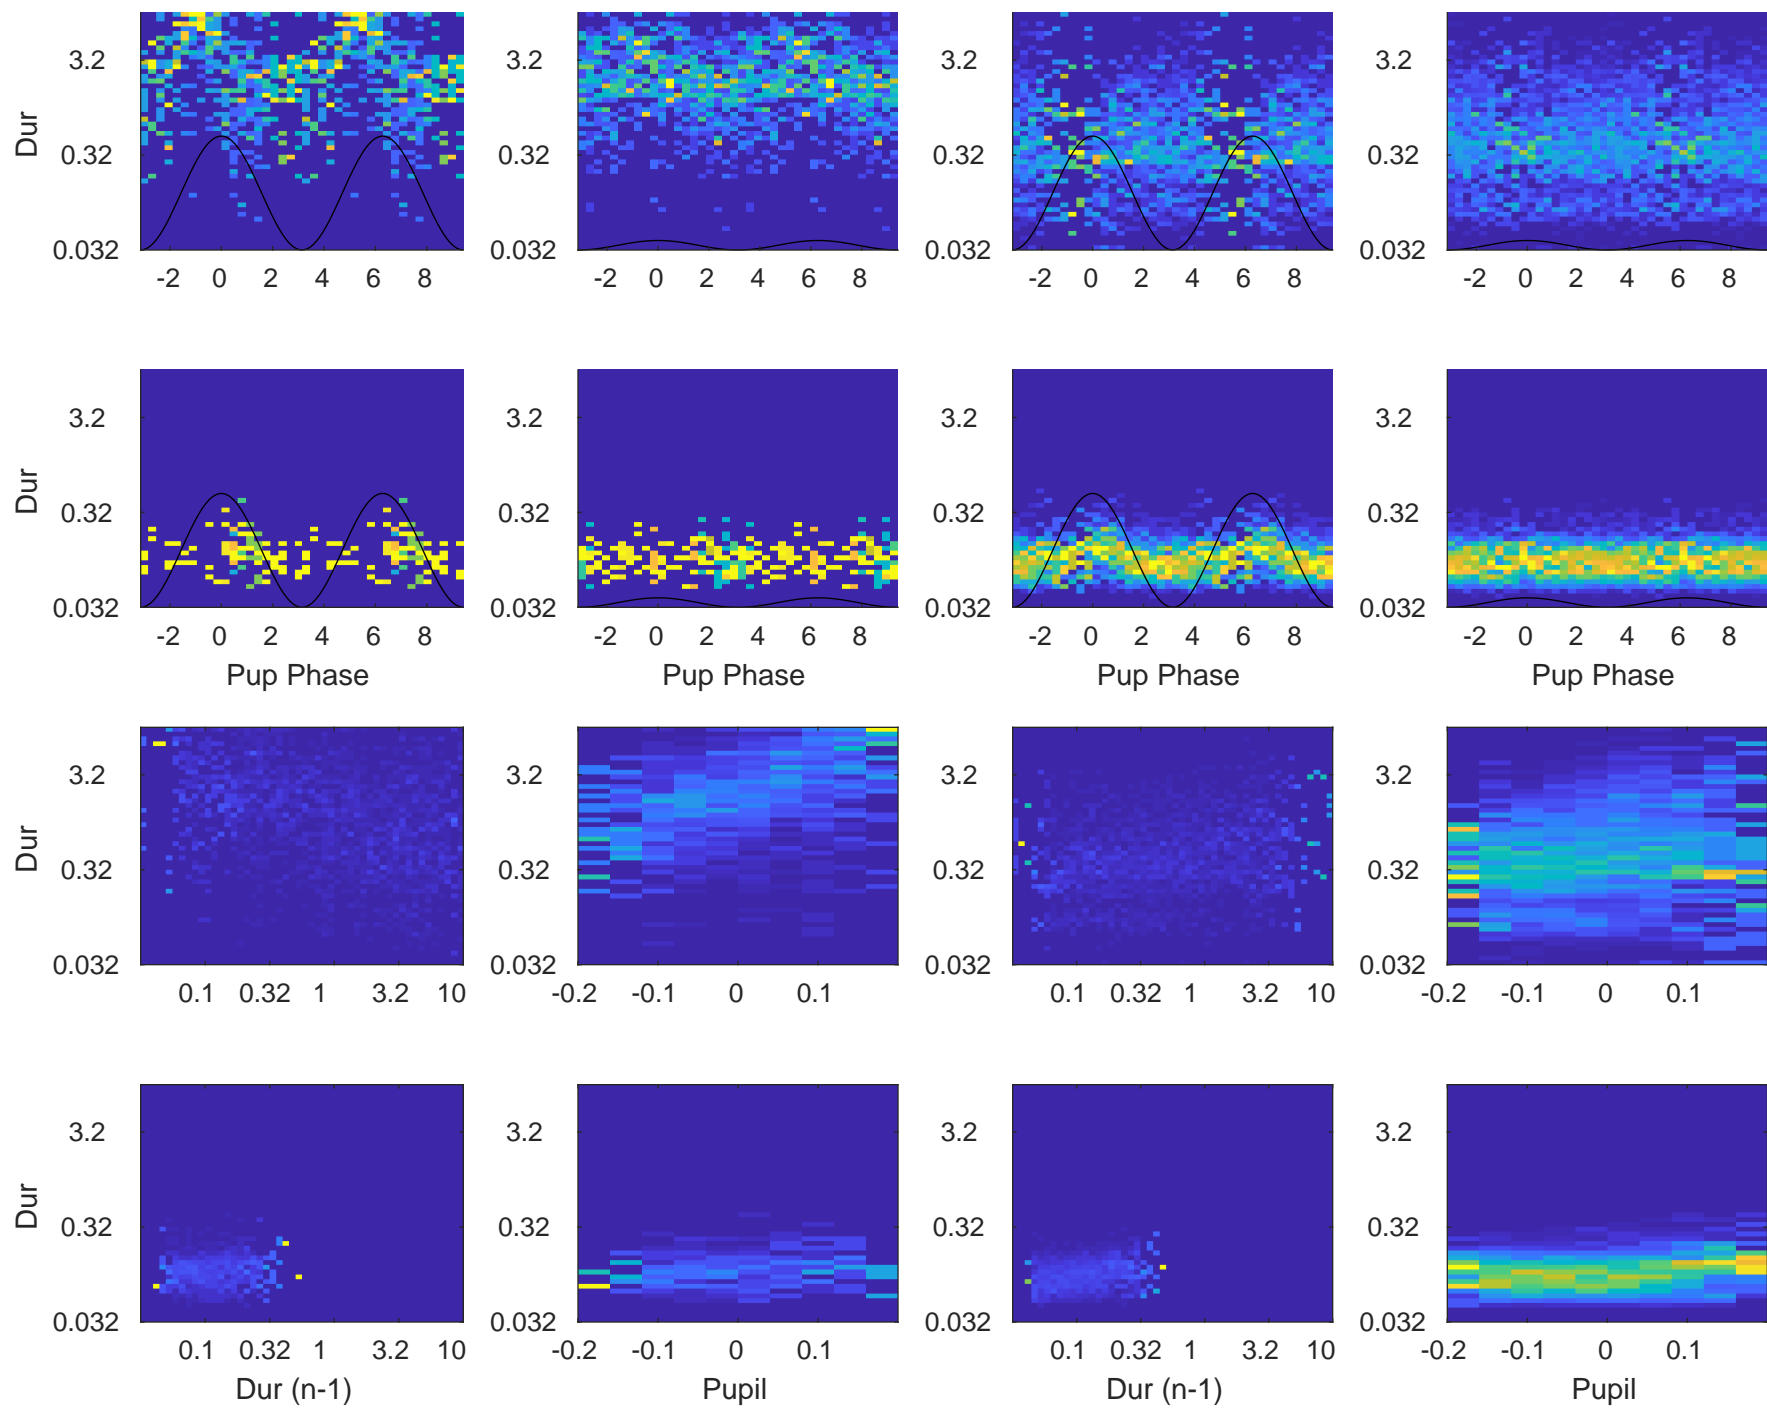 Dur
3.2 3.2 3.2 3.2
0.32 0.32 0.32 0.32
0.032 0.032 0.032 0.032
-2 0 2 4 6 8 -2 0 2 4 6 8 -2 0 2 4 6 8 -2 0 2 4 6 8
Dur
3.2 3.2 3.2 3.2
0.32 0.32 0.32 0.32
0.032 0.032 0.032 0.032
-2 0 2 4 6 8 -2 0 2 4 6 8 -2 0 2 4 6 8 -2 0 2 4 6 8
Pup Phase Pup Phase Pup Phase Pup Phase
Dur
3.2 3.2 3.2 3.2
0.32 0.32 0.32 0.32
0.032 0.032 0.032 0.032
0.1 0.32 1 3.2 10 -0.2 -0.1 0 0.1 0.1 0.32 1 3.2 10 -0.2 -0.1 0 0.1
Dur
3.2 3.2 3.2 3.2
0.32 0.32 0.32 0.32
0.032 0.032 0.032 0.032
0.1 0.32 1 3.2 10 -0.2 -0.1 0 0.1 0.1 0.32 1 3.2 10 -0.2 -0.1 0 0.1
Dur (n-1) Pupil Dur (n-1) Pupil